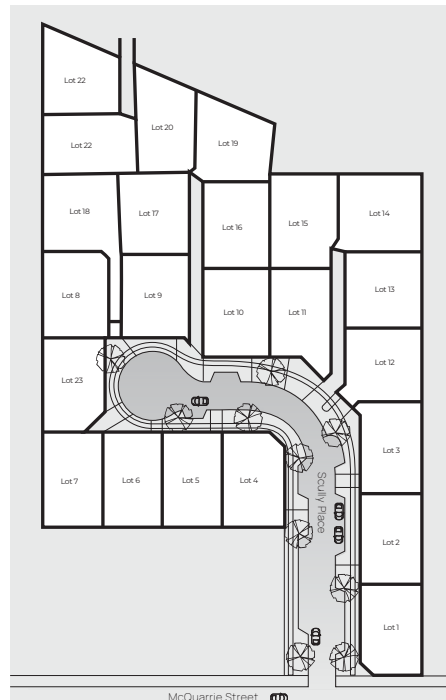 Lot 22
Lot 20
Lot 22
Lot 19
Lot 18
Lot 17
Lot 16
Lot 15
Lot 14
Lot 8
Lot 9
Lot 10
Lot 11
Lot 13
Lot 12
Lot 23
Lot 3
Lot 7
Lot 6
Lot 5
Lot 4
Scully Place
Lot 2
Lot 1
McQuarrie Street